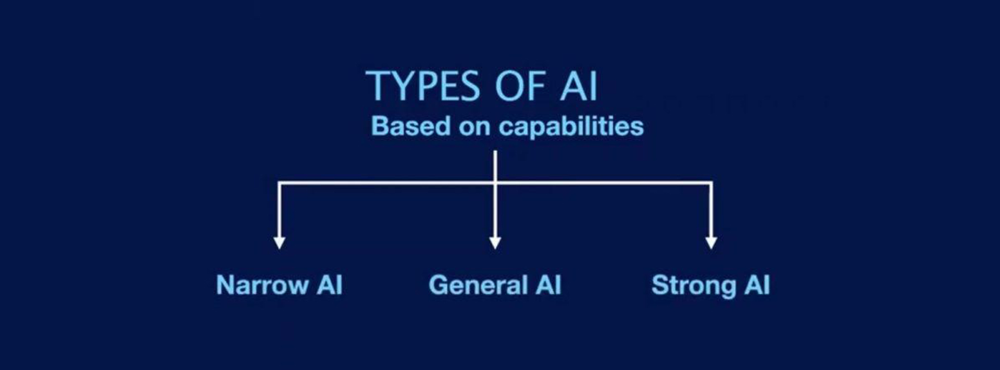 TYPES OF AI
Based on capabilities
Narrow AI
General AI
Strong AI